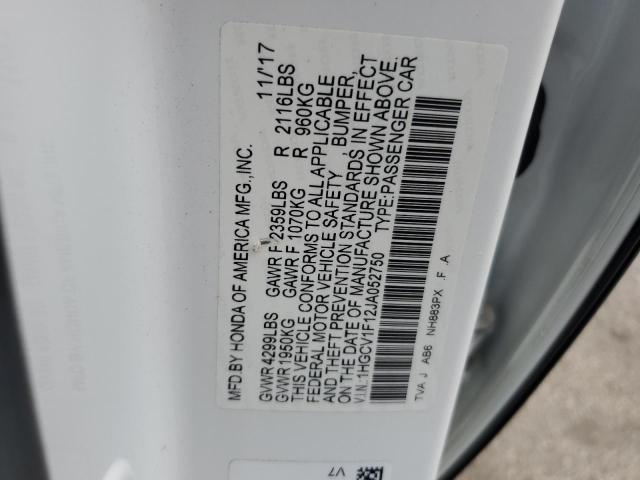 MFD.BY HONDA OF AMERICA MFG.,INC. 11/'17
GVWR 4299LBS GAWR F 2359LBS R 2116LBS
GVWR 1950KG GAWR F 1070KG R 960KG
THIS VEHICLE CONFORMS TO ALL APPLICABLE
FEDERAL MOTOR VEHICLE SAFETY, BUMPER,
AND THEFT PREVENTION STANDARDS IN EFFECT
ON THE DATE OF MANUFACTURE SHOWN ABOVE.
V.I.N.:1HGCV1F12JA052750 TYPE:PASSENGER CAR
TVA J AB6 NH883PX .F .A
V7